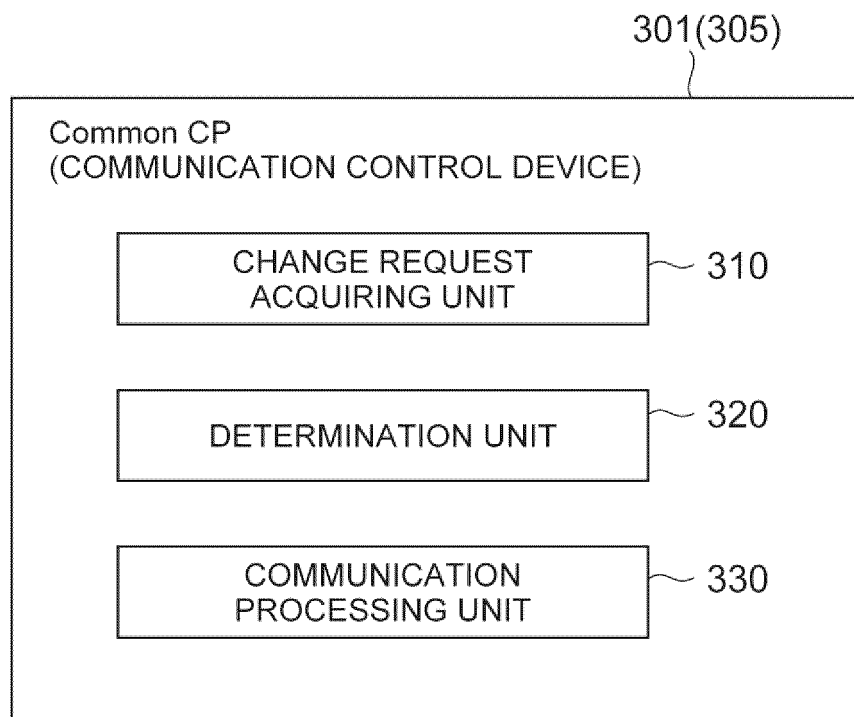 301(305)
Common CP
(COMMUNICATION CONTROL DEVICE)
CHANGE REQUEST
ACQUIRING UNIT
310
DETERMINATION UNIT
320
COMMUNICATION
PROCESSING UNIT
330